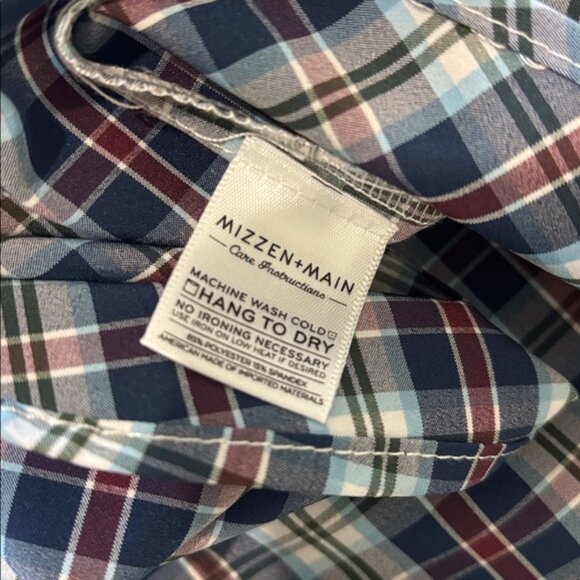 MIZZEN+MAIN
Care Instructions
MACHINE WASH COLD
HANG TO DRY
NO IRONING NECESSARY
USE IRON ON LOW HEAT IF DESIRED
85% POLYESTER 15% SPANDEX
AMERICAN MADE OF IMPORTED MATERIALS